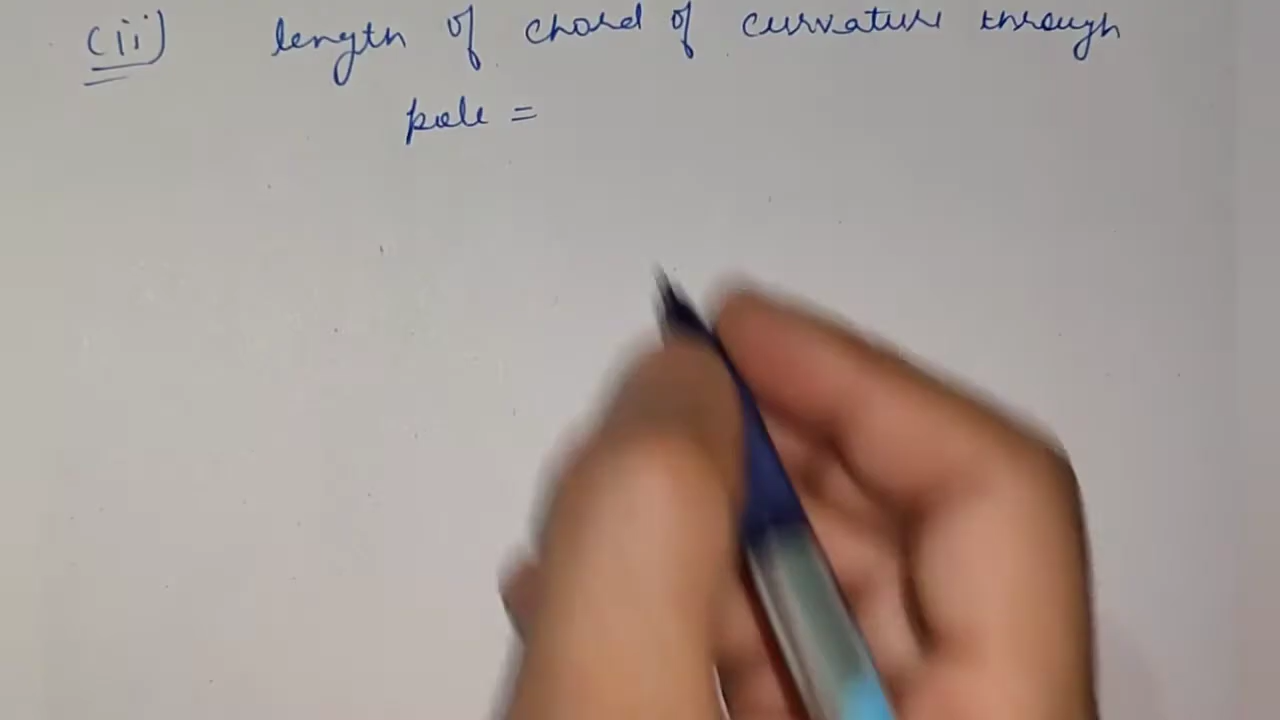 (ii) length of chord of curvature through
pole =